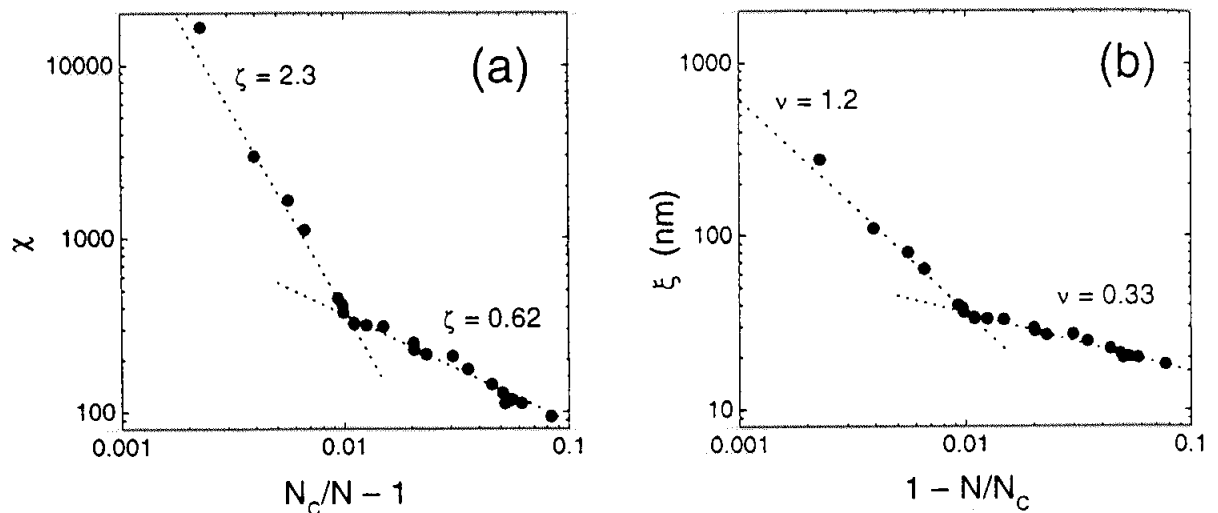 (a)
10000
1000
100
χ
ζ = 2.3
ζ = 0.62
0.001
0.01
0.1
N_c/N − 1
(b)
1000
100
10
ξ (nm)
ν = 1.2
ν = 0.33
0.001
0.01
0.1
1 − N/N_c